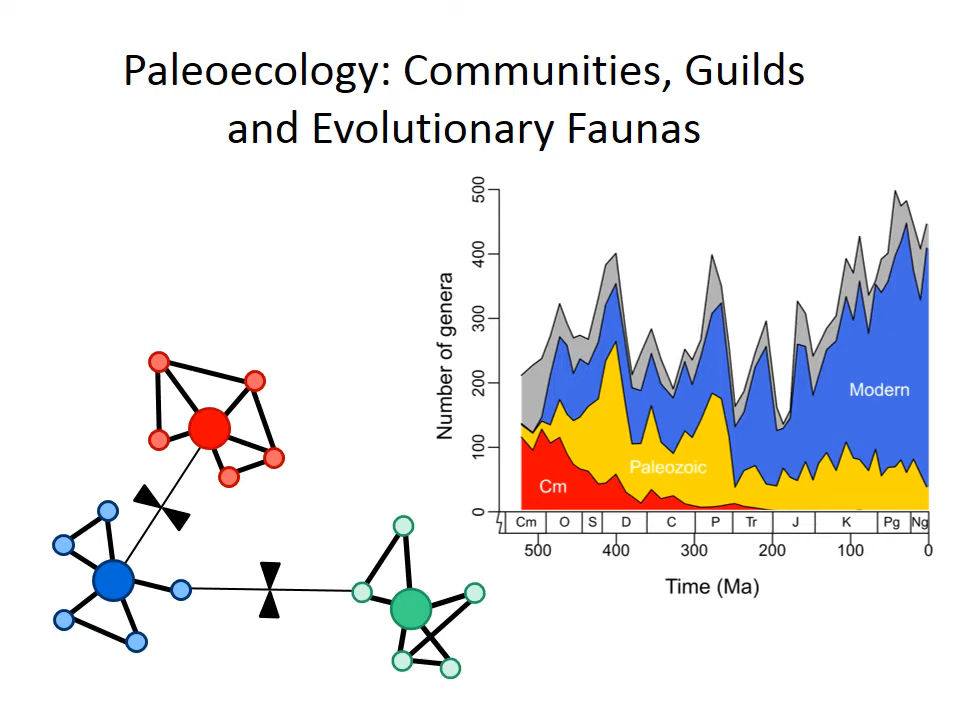 Paleoecology: Communities, Guilds
and Evolutionary Faunas
Number of genera
500
400
300
200
100
0
Modern
Paleozoic
Cm
Cm O S D C P Tr J K Pg Ng
500 400 300 200 100 0
Time (Ma)